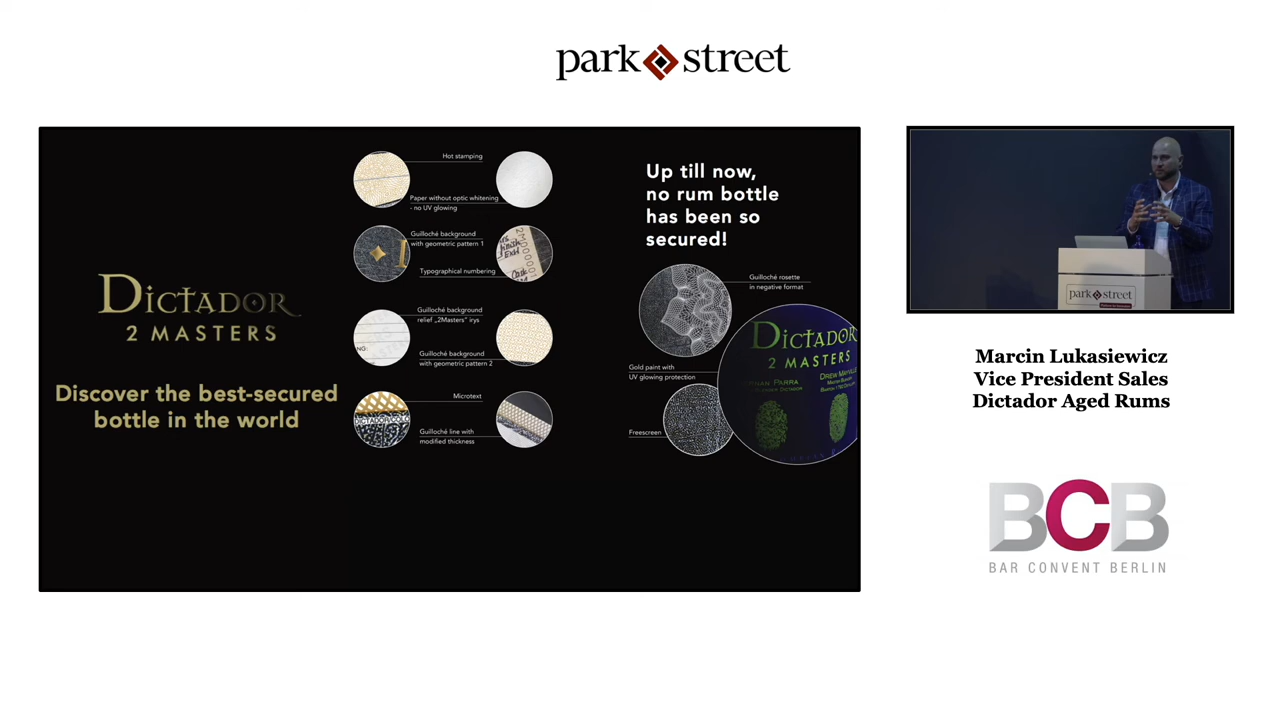 park street
DICTADOR
2 MASTERS
Discover the best-secured
bottle in the world
Hot stamping
Paper without optic whitening
- no UV glowing
Guilloché background
with geometric pattern 1
Typographical numbering
Guilloché background
relief „2Masters" irys
Guilloché background
with geometric pattern 2
NG:
Microtext
Guilloché line with
modified thickness
Up till now,
no rum bottle
has been so
secured!
Guilloché rosette
in negative format
Gold paint with
UV glowing protection
Freescreen
DICTADOR
2 MASTERS
PARRA
DREW MAYVILLE
park street
Marcin Lukasiewicz
Vice President Sales
Dictador Aged Rums
BCB
BAR CONVENT BERLIN